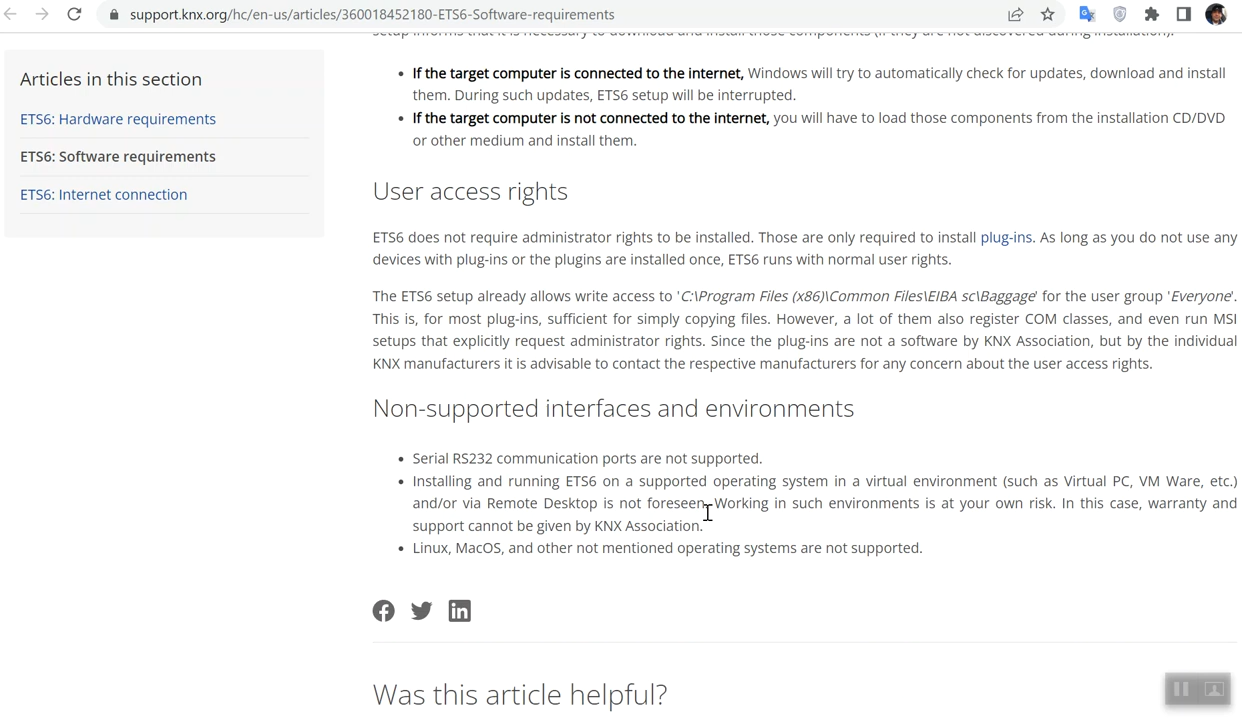 support.knx.org/hc/en-us/articles/360018452180-ETS6-Software-requirements
setup informs that it is necessary to download and install those components (if they are not discovered during installation).
Articles in this section
ETS6: Hardware requirements
ETS6: Software requirements
ETS6: Internet connection
• If the target computer is connected to the internet, Windows will try to automatically check for updates, download and install
them. During such updates, ETS6 setup will be interrupted.
• If the target computer is not connected to the internet, you will have to load those components from the installation CD/DVD
or other medium and install them.
User access rights
ETS6 does not require administrator rights to be installed. Those are only required to install plug-ins. As long as you do not use any
devices with plug-ins or the plugins are installed once, ETS6 runs with normal user rights.
The ETS6 setup already allows write access to 'C:\Program Files (x86)\Common Files\EIBA sc\Baggage' for the user group 'Everyone'.
This is, for most plug-ins, sufficient for simply copying files. However, a lot of them also register COM classes, and even run MSI
setups that explicitly request administrator rights. Since the plug-ins are not a software by KNX Association, but by the individual
KNX manufacturers it is advisable to contact the respective manufacturers for any concern about the user access rights.
Non-supported interfaces and environments
• Serial RS232 communication ports are not supported.
• Installing and running ETS6 on a supported operating system in a virtual environment (such as Virtual PC, VM Ware, etc.)
and/or via Remote Desktop is not foreseen. Working in such environments is at your own risk. In this case, warranty and
support cannot be given by KNX Association.
• Linux, MacOS, and other not mentioned operating systems are not supported.
Was this article helpful?